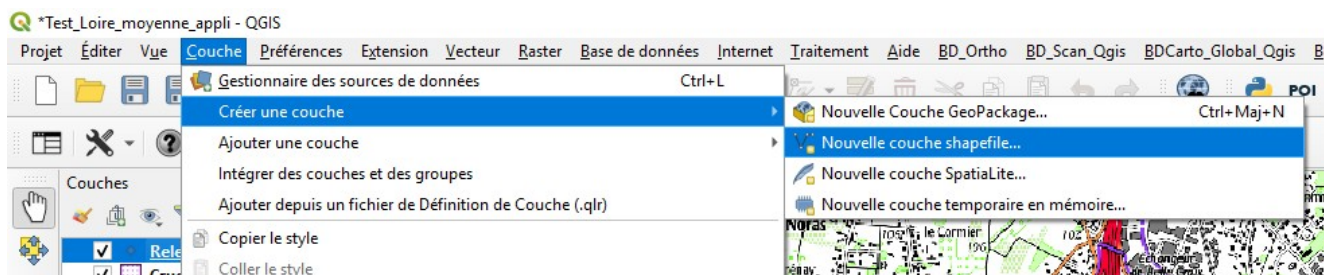 *Test_Loire_moyenne_appli - QGIS
Projet Éditer Vue Couche Préférences Extension Vecteur Raster Base de données Internet Traitement Aide BD_Ortho BD_Scan_Qgis BDCarto_Global_Qgis B
Gestionnaire des sources de données Ctrl+L
POI
Créer une couche
Nouvelle Couche GeoPackage... Ctrl+Maj+N
Ajouter une couche
Nouvelle couche shapefile...
Couches
Intégrer des couches et des groupes
Nouvelle couche SpatiaLite...
Ajouter depuis un fichier de Définition de Couche (.qlr)
Nouvelle couche temporaire en mémoire...
Rele
Copier le style
Noras
le Cormier
Coller le style